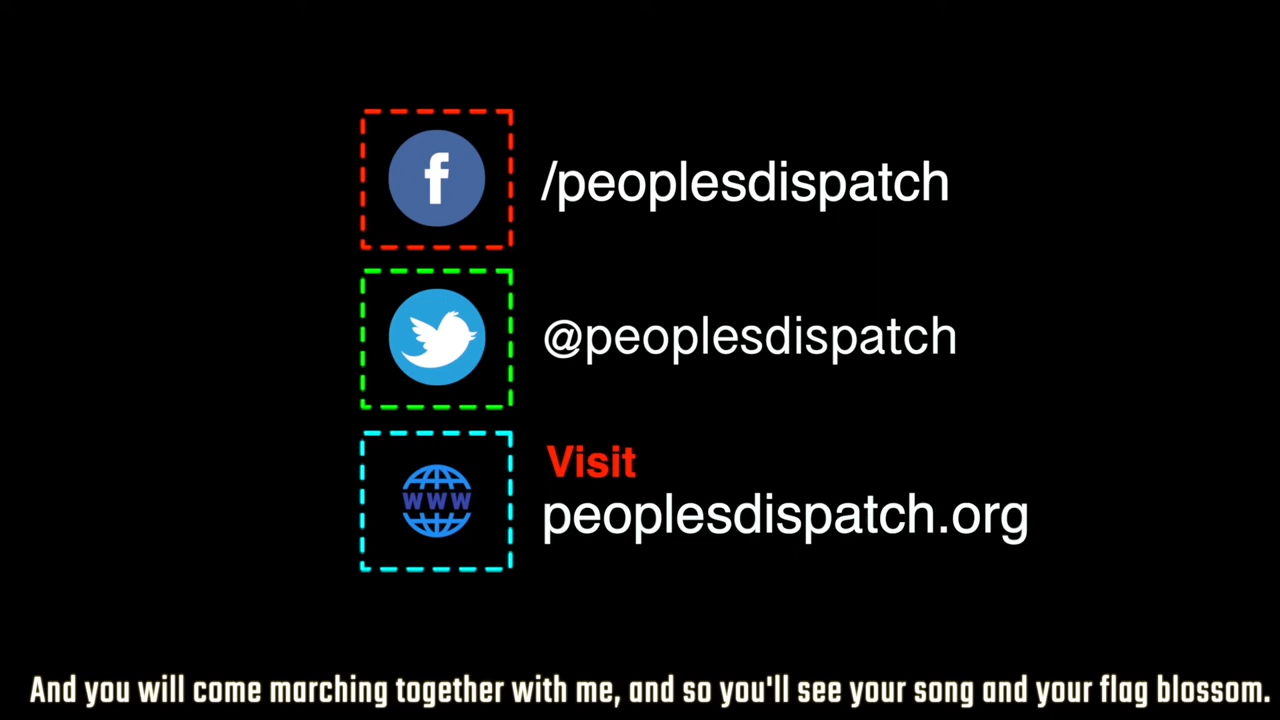 f
/peoplesdispatch
@peoplesdispatch
Visit
WWW
peoplesdispatch.org
And you will come marching together with me, and so you'll see your song and your flag blossom.